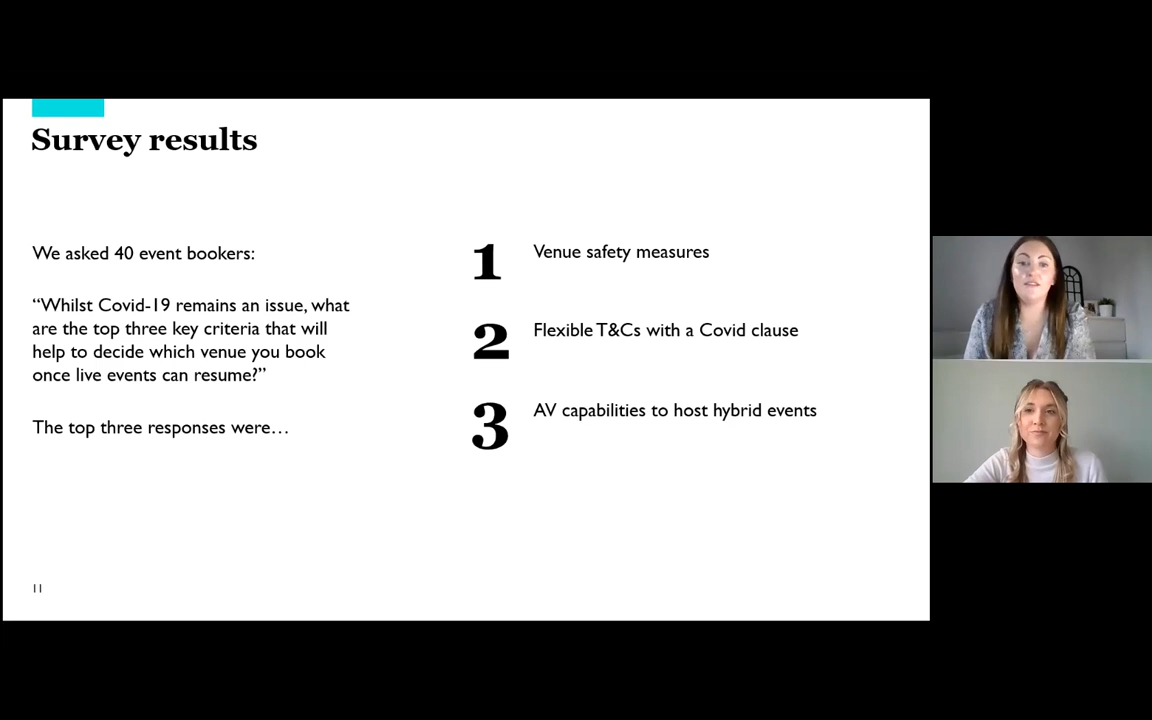 Survey results
We asked 40 event bookers:
“Whilst Covid-19 remains an issue, what
are the top three key criteria that will
help to decide which venue you book
once live events can resume?”
The top three responses were…
1 Venue safety measures
2 Flexible T&Cs with a Covid clause
3 AV capabilities to host hybrid events
11